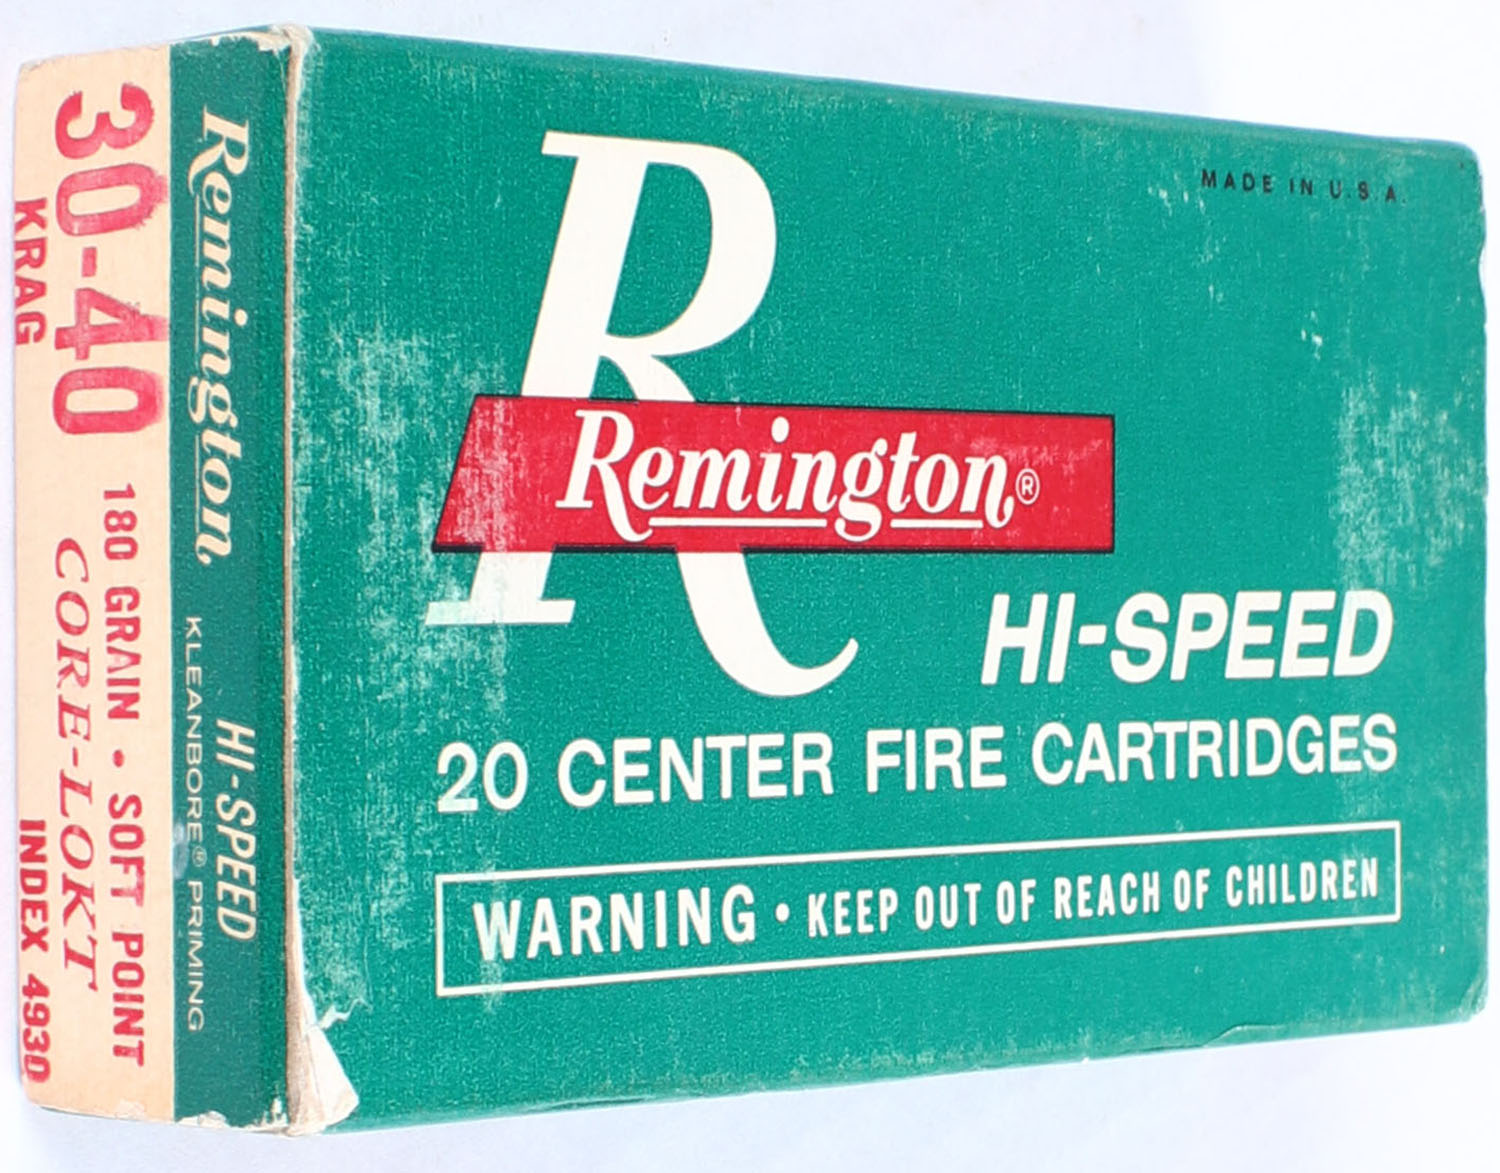 MADE IN U.S.A.
R
Remington®
HI-SPEED
20 CENTER FIRE CARTRIDGES
WARNING • KEEP OUT OF REACH OF CHILDREN
Remington
HI-SPEED
KLEANBORE® PRIMING
30-40
KRAG
180 GRAIN • SOFT POINT
CORE-LOKT
INDEX 4930